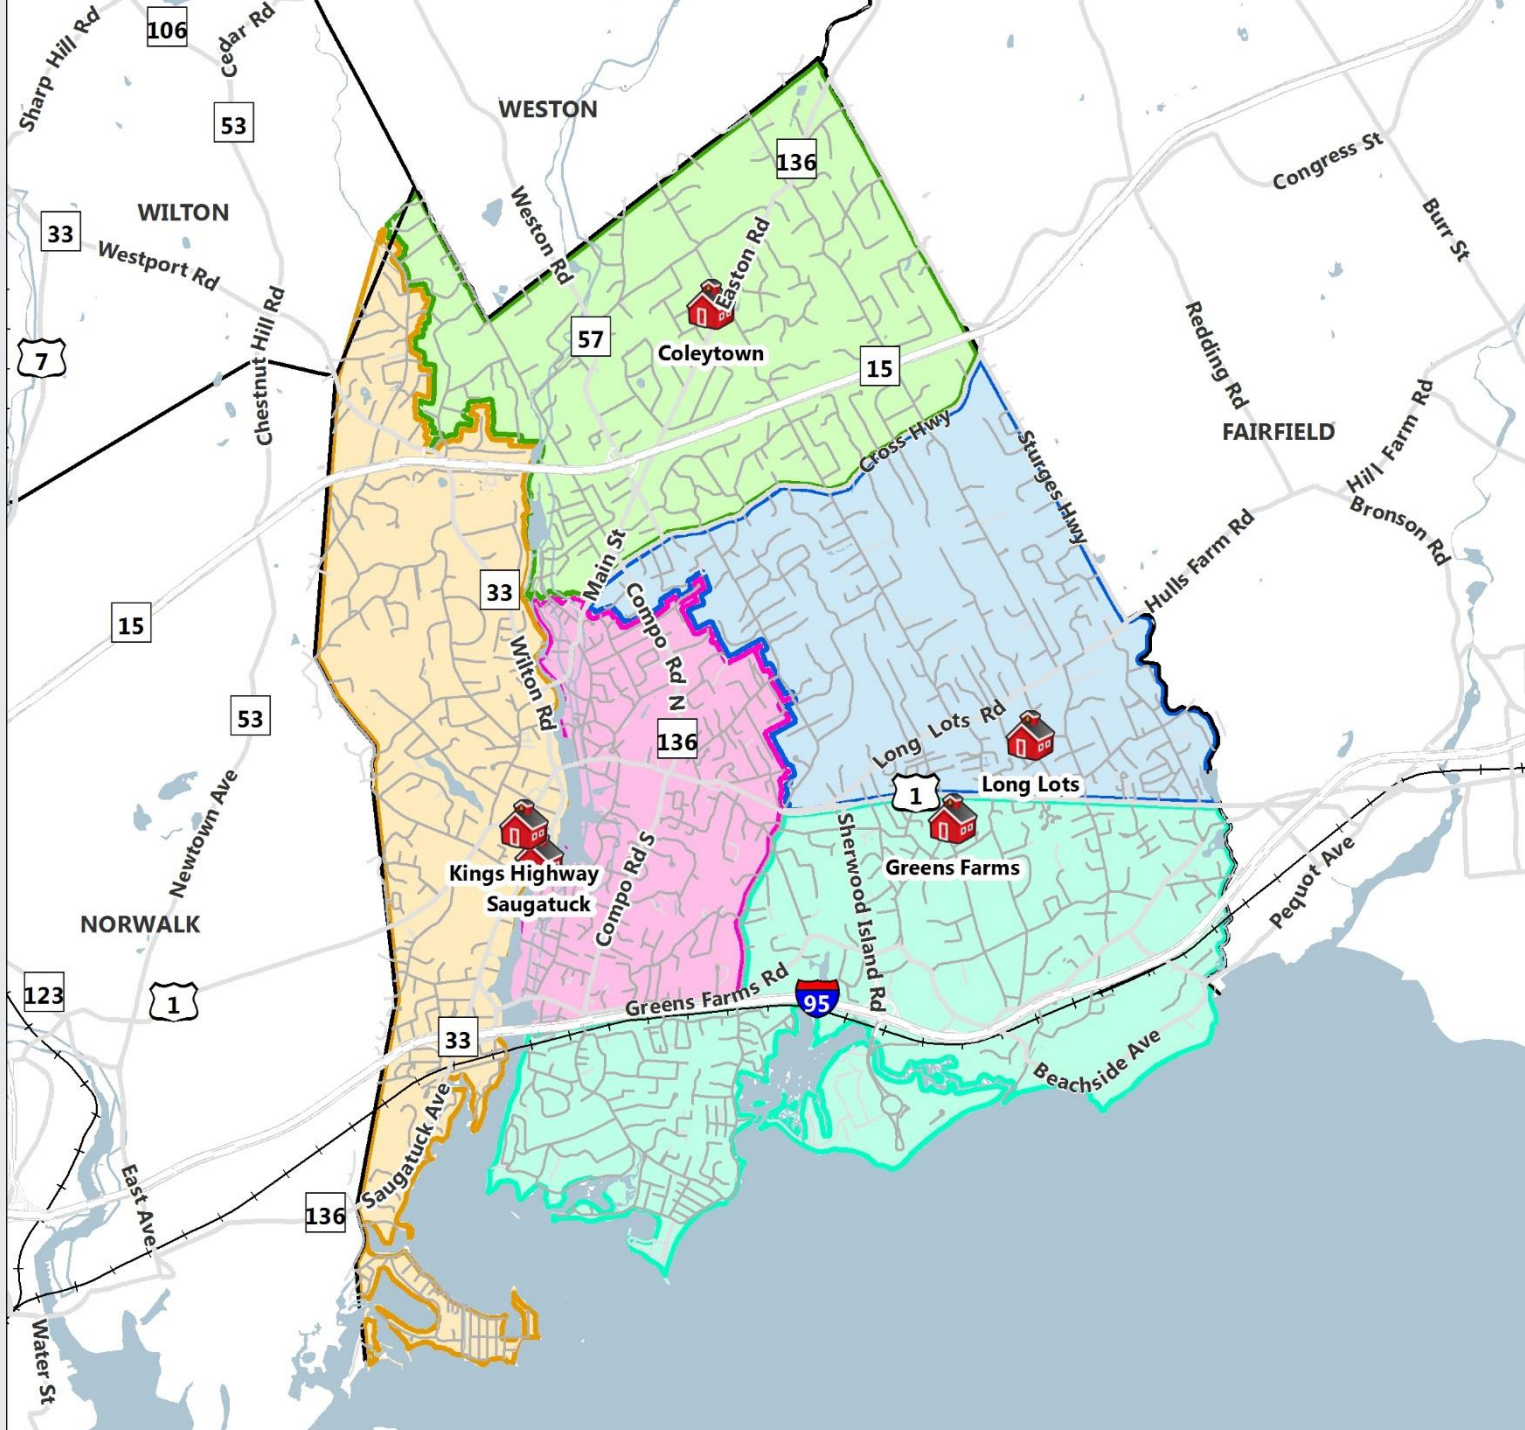 106
Cedar Rd
Sharp Hill Rd
53
WESTON
136
Congress St
WILTON
33
Westport Rd
Weston Rd
Easton Rd
Burr St
Chestnut Hill Rd
7
57
Coleytown
15
Redding Rd
Cross Hwy
Sturges Hwy
FAIRFIELD
Hill Farm Rd
Bronson Rd
Hulls Farm Rd
33
Main St
Compo Rd N
15
Wilton Rd
53
136
Long Lots Rd
Long Lots
1
Greens Farms
Newtown Ave
Kings Highway
Saugatuck
Compo Rd S
Sherwood Island Rd
Pequot Ave
NORWALK
123
1
Greens Farms Rd
95
33
Beachside Ave
Saugatuck Ave
East Ave
136
Water St